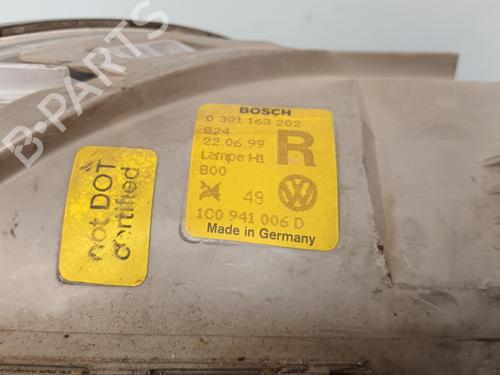 BOSCH
0 301 163 202
824
22.06.99
Lampe H1
B00
R
49
1C0 941 006 D
Made in Germany
not DOT
certified
B-PARTS